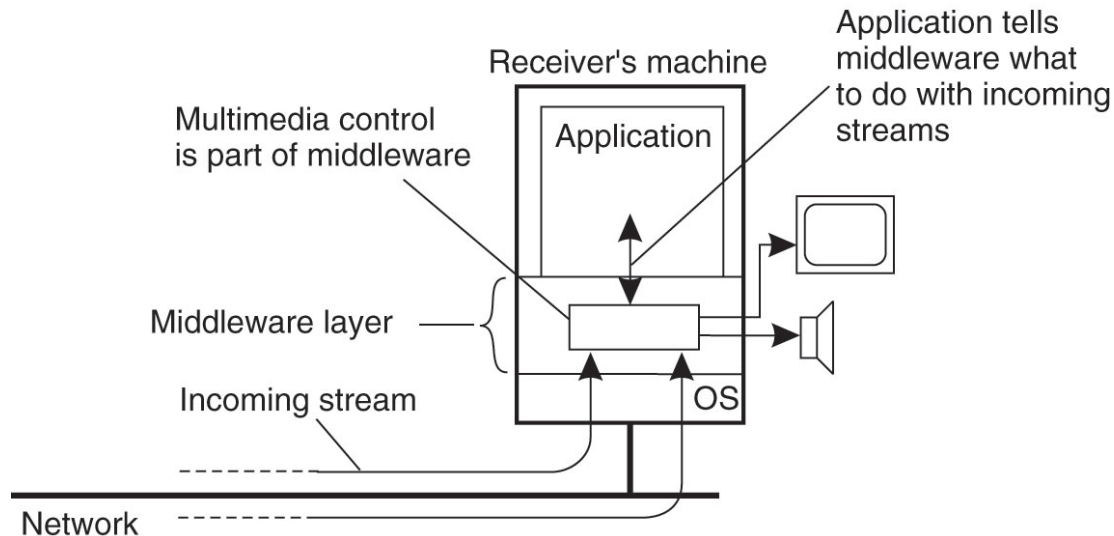 Application tells
middleware what
to do with incoming
streams
Receiver's machine
Multimedia control
is part of middleware
Application
Middleware layer
Incoming stream
OS
Network